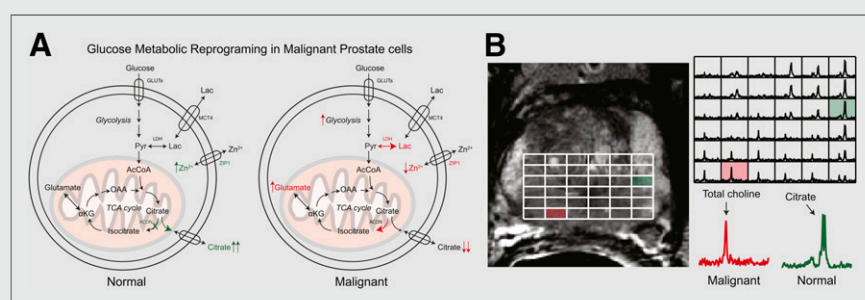 A
Glucose Metabolic Reprograming in Malignant Prostate cells
Glucose
GLUTs
Lac
MCT4
Glycolysis
LDH
Pyr
Lac
Zn2+
Zn2+
ZIP1
AcCoA
Glutamate
OAA
TCA cycle
αKG
Citrate
ACON
Isocitrate
Citrate
Normal
Glucose
GLUTs
Lac
MCT4
Glycolysis
LDH
Pyr
Lac
Zn2+
Zn2+
ZIP1
AcCoA
Glutamate
OAA
TCA cycle
αKG
Citrate
ACON
Isocitrate
Citrate
Malignant
B
Total choline
Citrate
Malignant
Normal